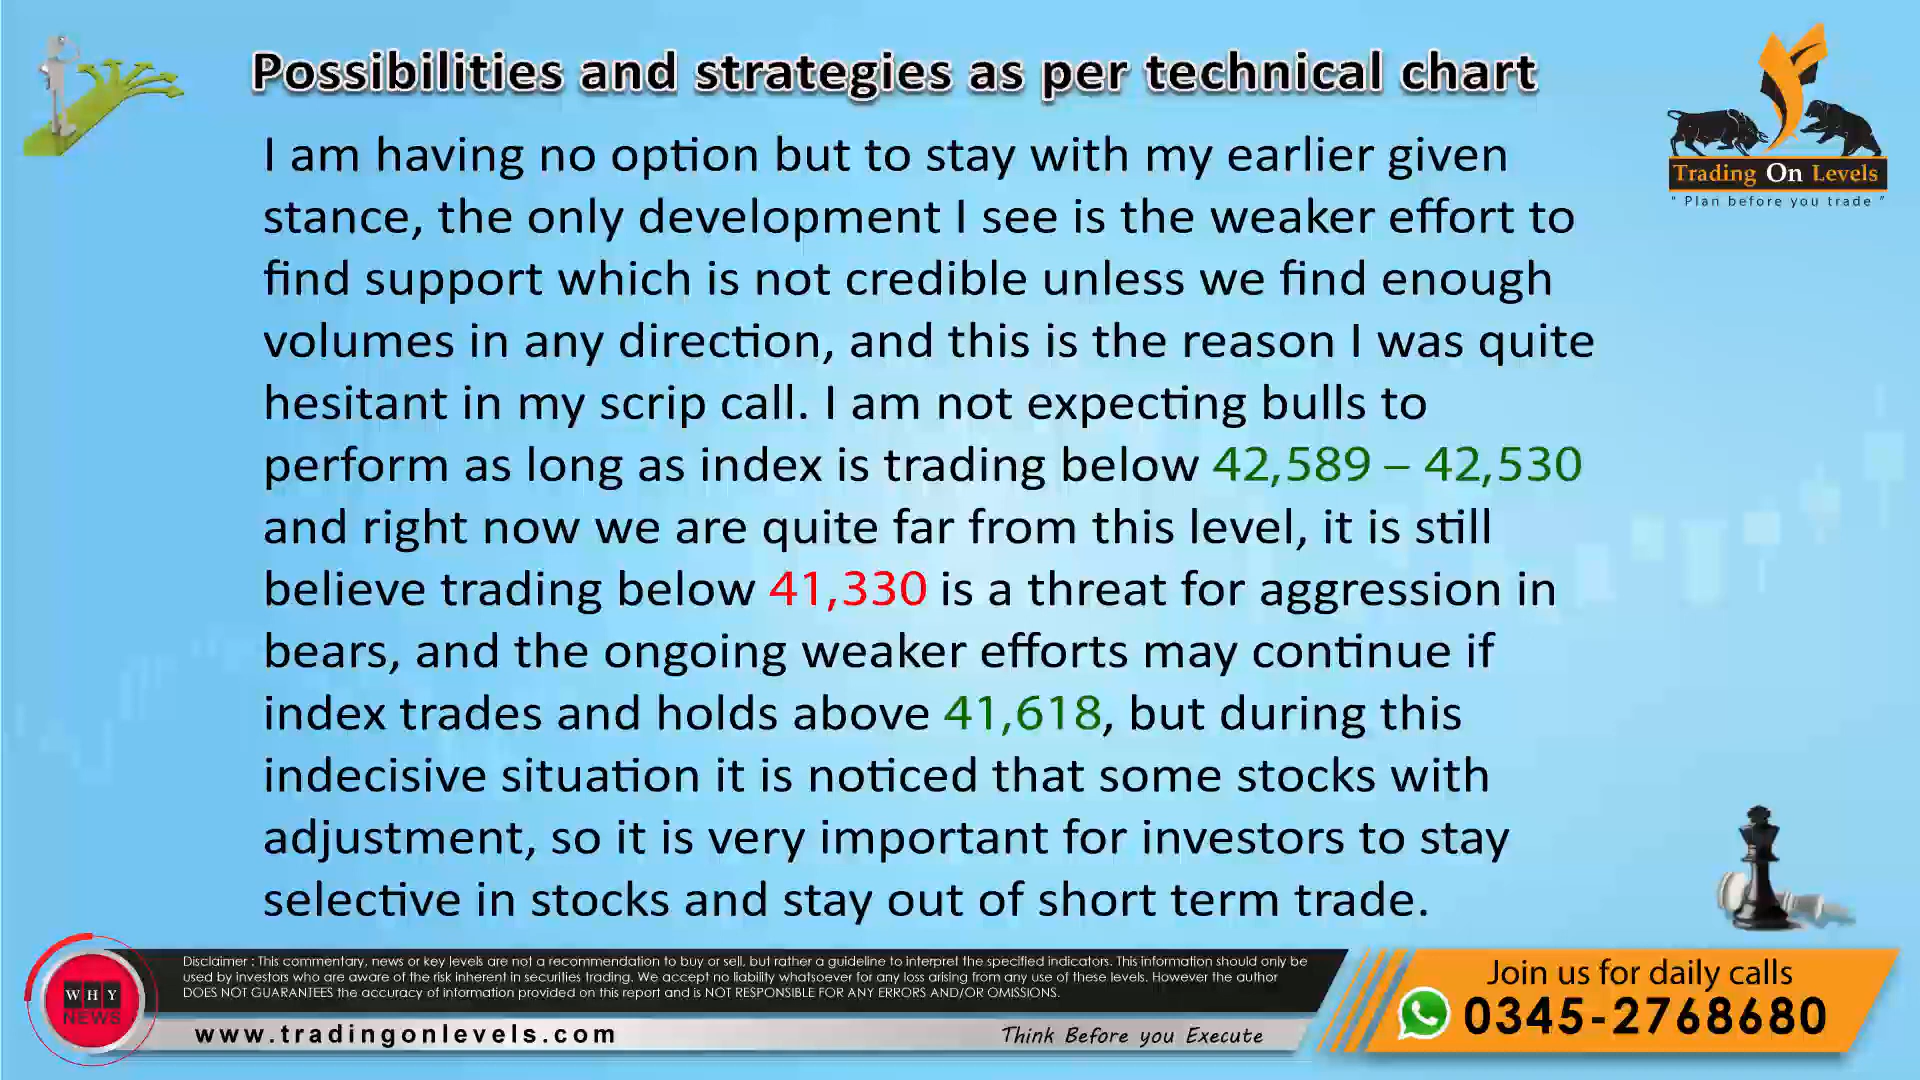 Possibilities and strategies as per technical chart
I am having no option but to stay with my earlier given
stance, the only development I see is the weaker effort to
find support which is not credible unless we find enough
volumes in any direction, and this is the reason I was quite
hesitant in my scrip call. I am not expecting bulls to
perform as long as index is trading below 42,589 – 42,530
and right now we are quite far from this level, it is still
believe trading below 41,330 is a threat for aggression in
bears, and the ongoing weaker efforts may continue if
index trades and holds above 41,618, but during this
indecisive situation it is noticed that some stocks with
adjustment, so it is very important for investors to stay
selective in stocks and stay out of short term trade.
Trading On Levels
" Plan before you trade "
WHY
NEWS
Disclaimer : This commentary, news or key levels are not a recommendation to buy or sell, but rather a guideline to interpret the specified indicators. This information should only be
used by investors who are aware of the risk inherent in securities trading. We accept no liability whatsoever for any loss arising from any use of these levels. However the author
DOES NOT GUARANTEES the accuracy of information provided on this report and is NOT RESPONSIBLE FOR ANY ERRORS AND/OR OMISSIONS.
www.tradingonlevels.com
Think Before you Execute
Join us for daily calls
0345-2768680